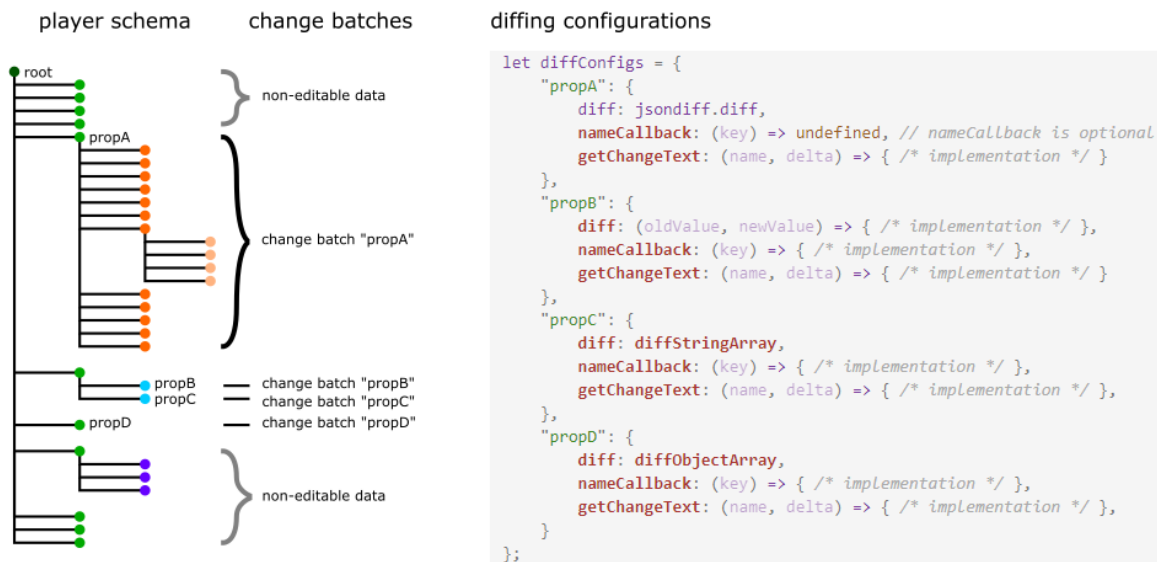 player schema
change batches
diffing configurations
root
non-editable data
propA
change batch "propA"
propB
change batch "propB"
propC
change batch "propC"
propD
change batch "propD"
non-editable data
let diffConfigs = {
    "propA": {
        diff: jsondiff.diff,
        nameCallback: (key) => undefined, // nameCallback is optional
        getChangeText: (name, delta) => { /* implementation */ }
    },
    "propB": {
        diff: (oldValue, newValue) => { /* implementation */ },
        nameCallback: (key) => { /* implementation */ },
        getChangeText: (name, delta) => { /* implementation */ }
    },
    "propC": {
        diff: diffStringArray,
        nameCallback: (key) => { /* implementation */ },
        getChangeText: (name, delta) => { /* implementation */ },
    },
    "propD": {
        diff: diffObjectArray,
        nameCallback: (key) => { /* implementation */ },
        getChangeText: (name, delta) => { /* implementation */ },
    }
};